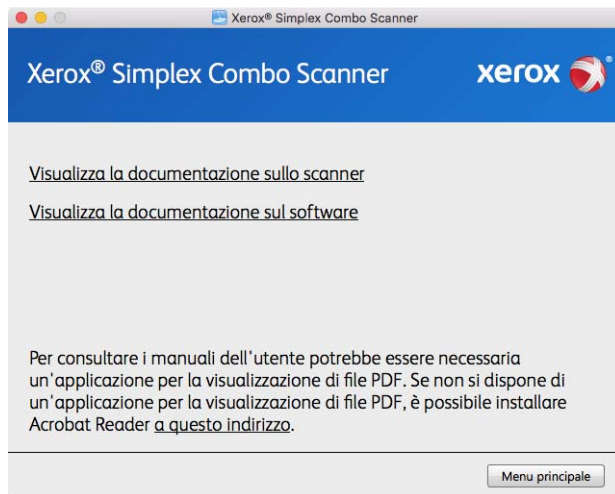 Xerox® Simplex Combo Scanner
Xerox® Simplex Combo Scanner
xerox
Visualizza la documentazione sullo scanner
Visualizza la documentazione sul software
Per consultare i manuali dell'utente potrebbe essere necessaria
un'applicazione per la visualizzazione di file PDF. Se non si dispone di
un'applicazione per la visualizzazione di file PDF, è possibile installare
Acrobat Reader a questo indirizzo.
Menu principale